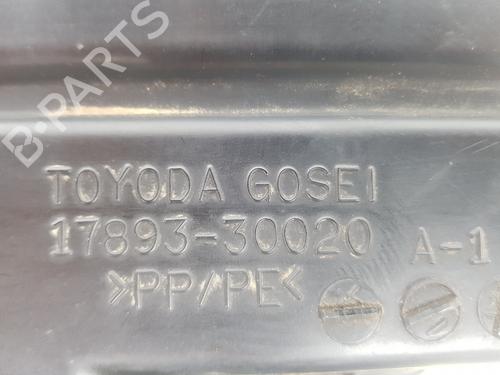 B-PARTS
TOYODA GOSEI
17893-30020 A-1
>PP/PE<